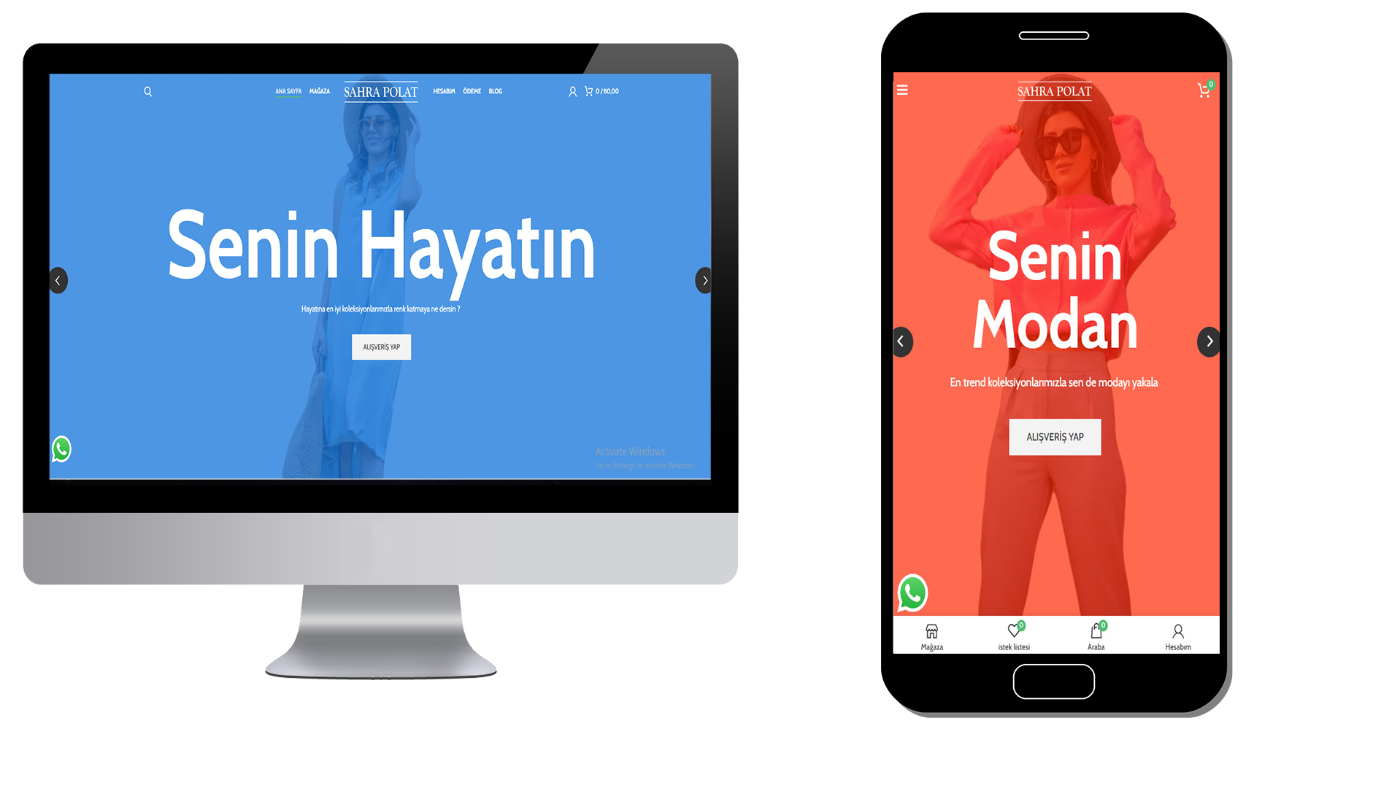 ANA SAYFA MAĞAZA SAHRA POLAT HESABIM ÖDEME BLOG 0 / ₺0,00
Senin Hayatın
Hayatına en iyi koleksiyonlarımızla renk katmaya ne dersin ?
ALIŞVERİŞ YAP
Activate Windows
Go to Settings to activate Windows.
SAHRA POLAT 0
Senin
Modan
En trend koleksiyonlarımızla sen de modayı yakala
ALIŞVERİŞ YAP
0 0
Mağaza istek listesi Araba Hesabım